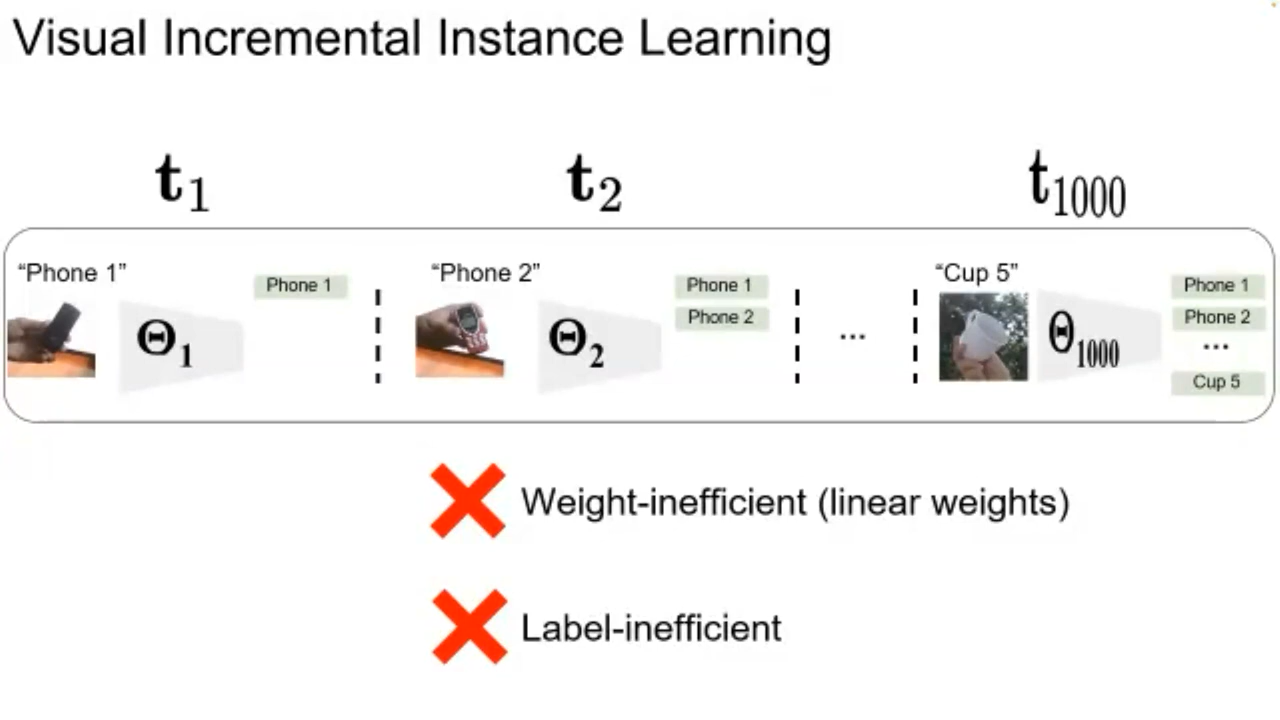 Visual Incremental Instance Learning
t₁
t₂
t₁₀₀₀
“Phone 1”
Θ₁
Phone 1
“Phone 2”
Θ₂
Phone 1
Phone 2
...
“Cup 5”
Θ₁₀₀₀
Phone 1
Phone 2
...
Cup 5
Weight-inefficient (linear weights)
Label-inefficient